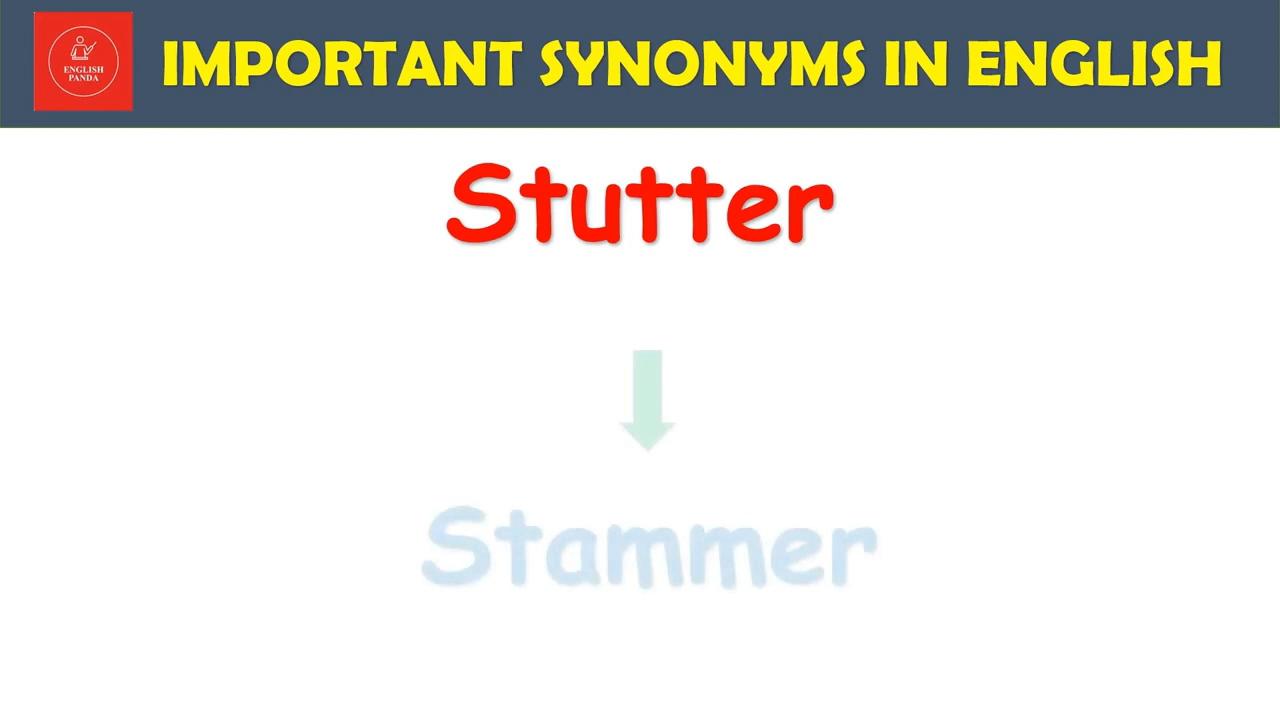 ENGLISH
PANDA
IMPORTANT SYNONYMS IN ENGLISH
Stutter
Stammer